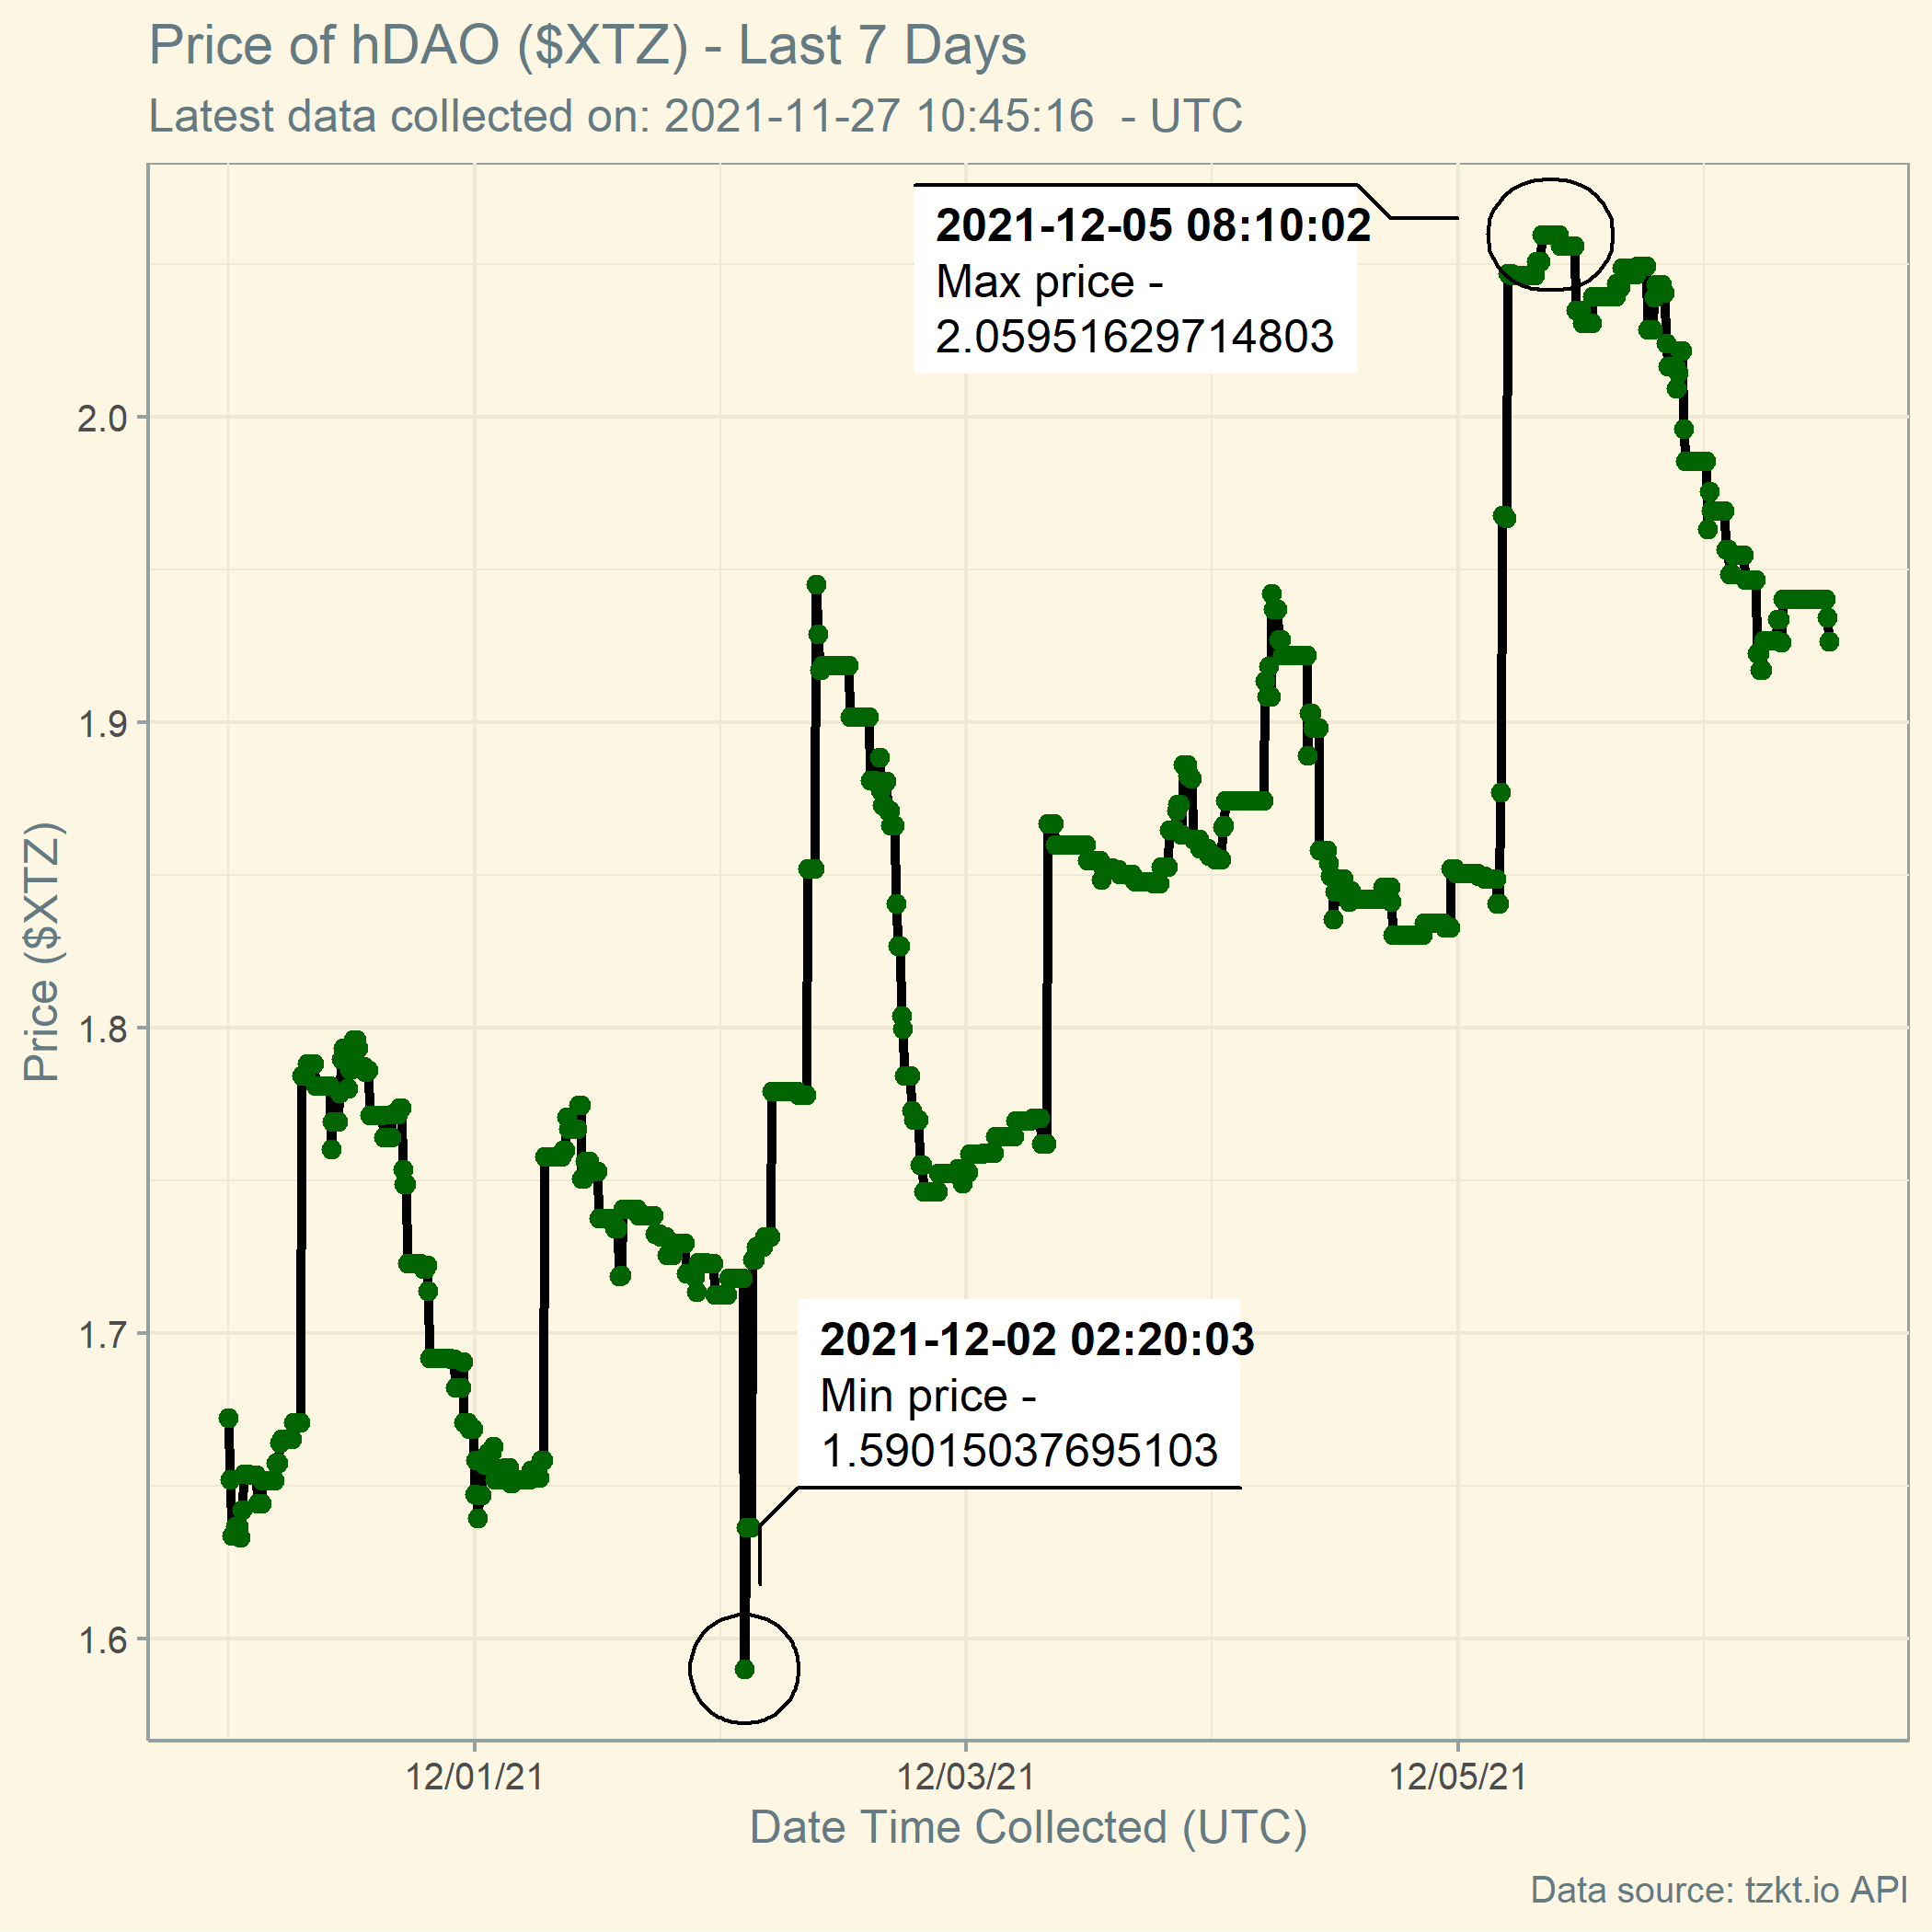 Price of hDAO ($XTZ) - Last 7 Days
Latest data collected on: 2021-11-27 10:45:16  - UTC
2021-12-05 08:10:02
Max price -
2.05951629714803
2.0
1.9
1.8
1.7
1.6
Price ($XTZ)
2021-12-02 02:20:03
Min price -
1.59015037695103
12/01/21
12/03/21
12/05/21
Date Time Collected (UTC)
Data source: tzkt.io API